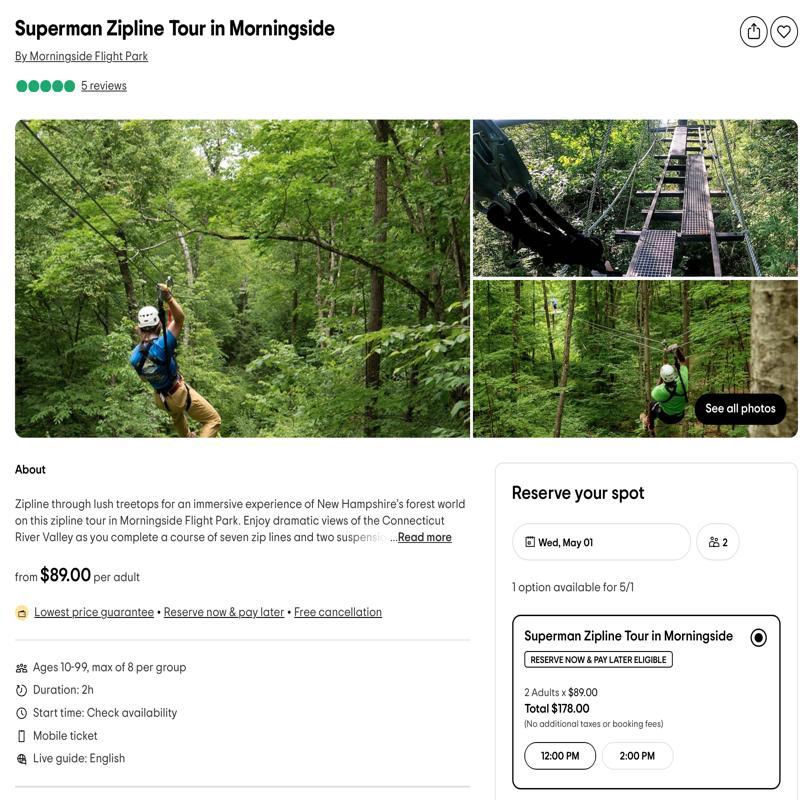 Superman Zipline Tour in Morningside
By Morningside Flight Park
5 reviews
See all photos
About
Zipline through lush treetops for an immersive experience of New Hampshire's forest world
on this zipline tour in Morningside Flight Park. Enjoy dramatic views of the Connecticut
River Valley as you complete a course of seven zip lines and two suspensio ...Read more
from $89.00 per adult
Lowest price guarantee • Reserve now & pay later • Free cancellation
Ages 10-99, max of 8 per group
Duration: 2h
Start time: Check availability
Mobile ticket
Live guide: English
Reserve your spot
Wed, May 01
2
1 option available for 5/1
Superman Zipline Tour in Morningside
RESERVE NOW & PAY LATER ELIGIBLE
2 Adults x $89.00
Total $178.00
(No additional taxes or booking fees)
12:00 PM
2:00 PM